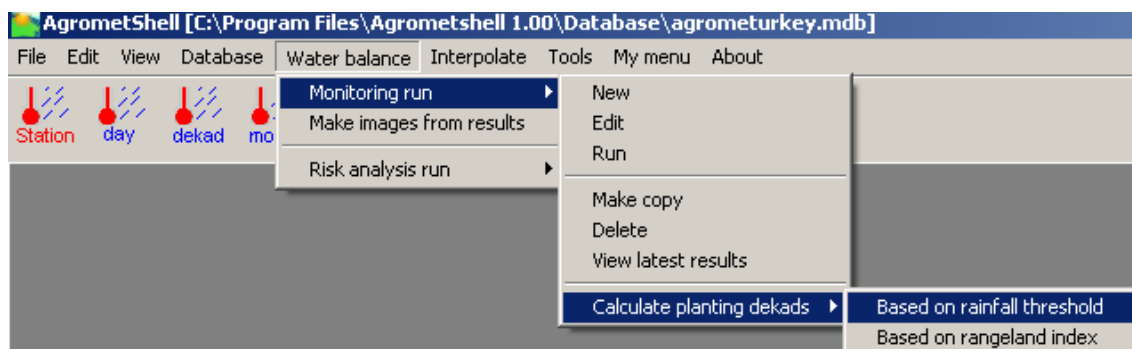 AgrometShell [C:\Program Files\Agrometshell 1.00\Database\agrometurkey.mdb]
File Edit View Database Water balance Interpolate Tools My menu About
Station day dekad mo
Monitoring run
Make images from results
Risk analysis run
New
Edit
Run
Make copy
Delete
View latest results
Calculate planting dekads
Based on rainfall threshold
Based on rangeland index